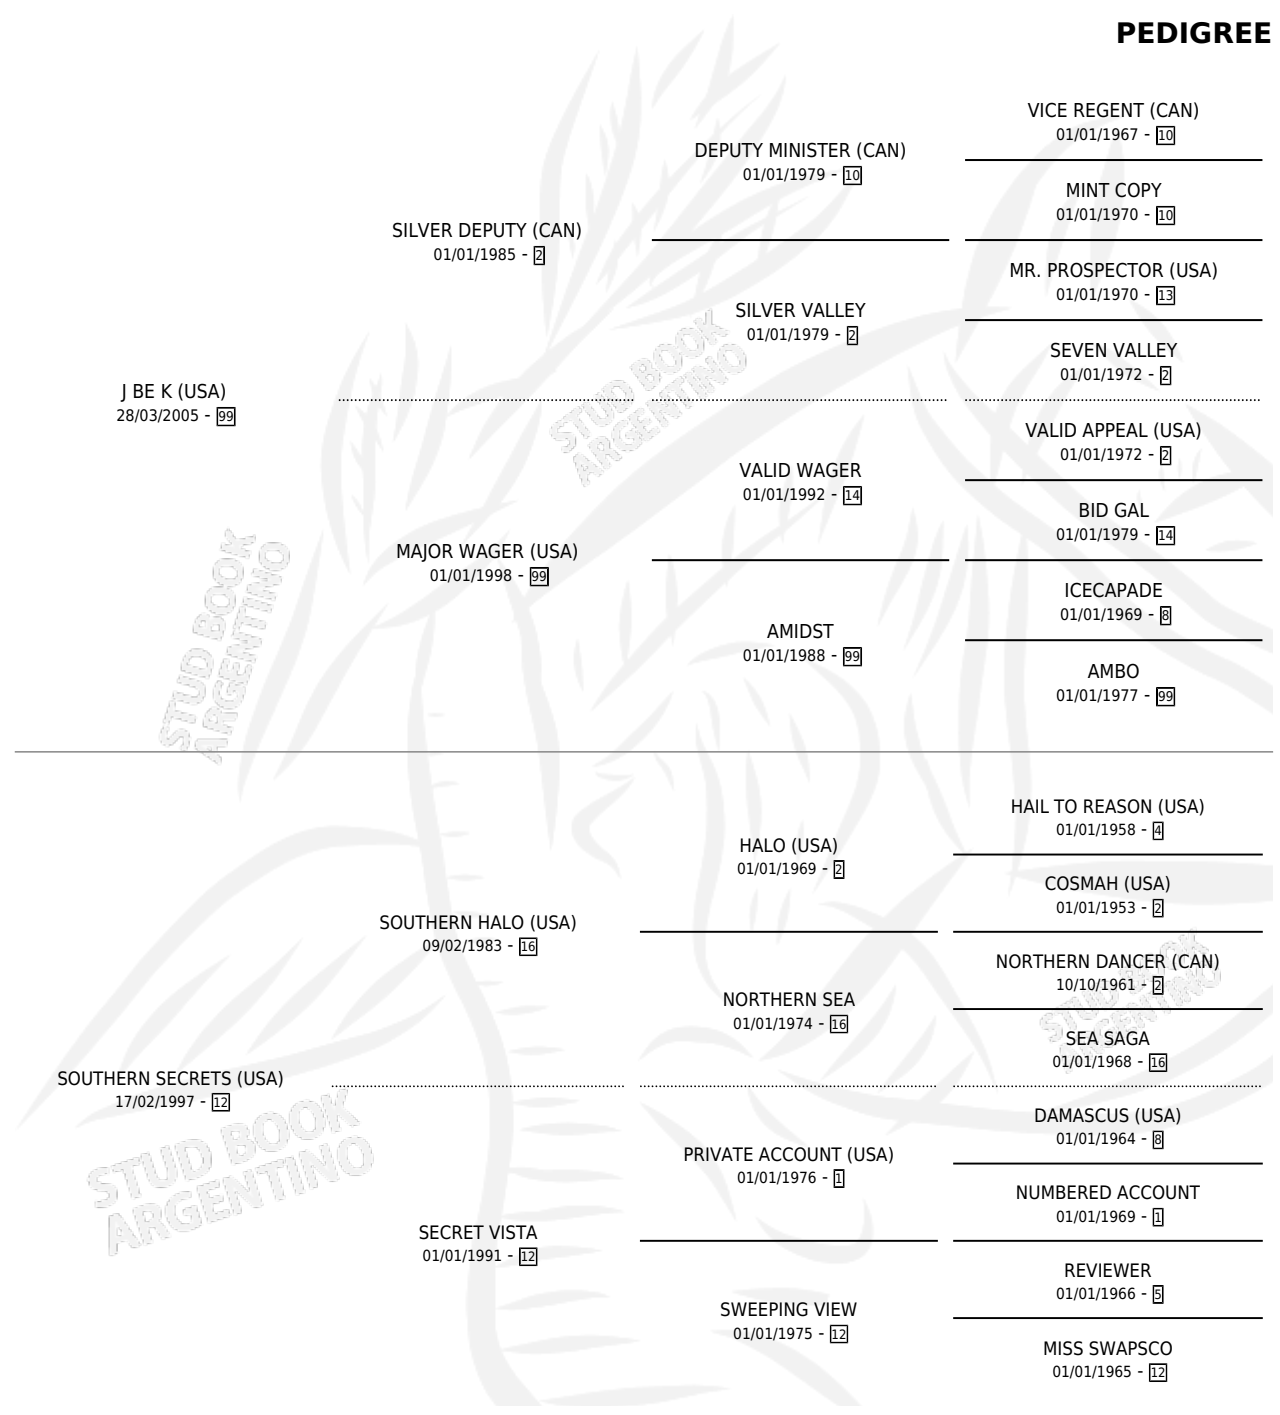 PEDIGREE
VICE REGENT (CAN)
01/01/1967 - 10
DEPUTY MINISTER (CAN)
01/01/1979 - 10
MINT COPY
01/01/1970 - 10
SILVER DEPUTY (CAN)
01/01/1985 - 2
MR. PROSPECTOR (USA)
01/01/1970 - 13
SILVER VALLEY
01/01/1979 - 2
SEVEN VALLEY
01/01/1972 - 2
J BE K (USA)
28/03/2005 - 99
VALID APPEAL (USA)
01/01/1972 - 2
VALID WAGER
01/01/1992 - 14
BID GAL
01/01/1979 - 14
MAJOR WAGER (USA)
01/01/1998 - 99
ICECAPADE
01/01/1969 - 8
AMIDST
01/01/1988 - 99
AMBO
01/01/1977 - 99
HAIL TO REASON (USA)
01/01/1958 - 4
HALO (USA)
01/01/1969 - 2
COSMAH (USA)
01/01/1953 - 2
SOUTHERN HALO (USA)
09/02/1983 - 16
NORTHERN DANCER (CAN)
10/10/1961 - 2
NORTHERN SEA
01/01/1974 - 16
SEA SAGA
01/01/1968 - 16
SOUTHERN SECRETS (USA)
17/02/1997 - 12
DAMASCUS (USA)
01/01/1964 - 8
PRIVATE ACCOUNT (USA)
01/01/1976 - 1
NUMBERED ACCOUNT
01/01/1969 - 1
SECRET VISTA
01/01/1991 - 12
REVIEWER
01/01/1966 - 5
SWEEPING VIEW
01/01/1975 - 12
MISS SWAPSCO
01/01/1965 - 12
STUD BOOK
ARGENTINO
STUD BOOK
ARGENTINO
STUD BOOK
ARGENTINO
STUD BOOK
ARGENTINO